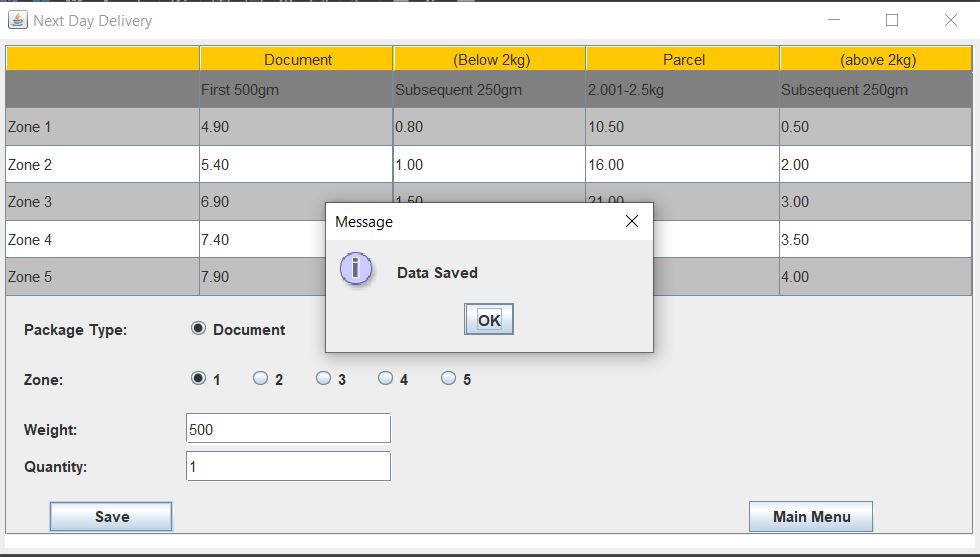 Next Day Delivery
Document (Below 2kg) Parcel (above 2kg)
First 500gm Subsequent 250gm 2.001-2.5kg Subsequent 250gm
Zone 1 4.90 0.80 10.50 0.50
Zone 2 5.40 1.00 16.00 2.00
Zone 3 6.90 1.50 21.00 3.00
Zone 4 7.40 3.50
Zone 5 7.90 4.00
Message
Data Saved
OK
Package Type: Document
Zone: 1 2 3 4 5
Weight: 500
Quantity: 1
Save Main Menu